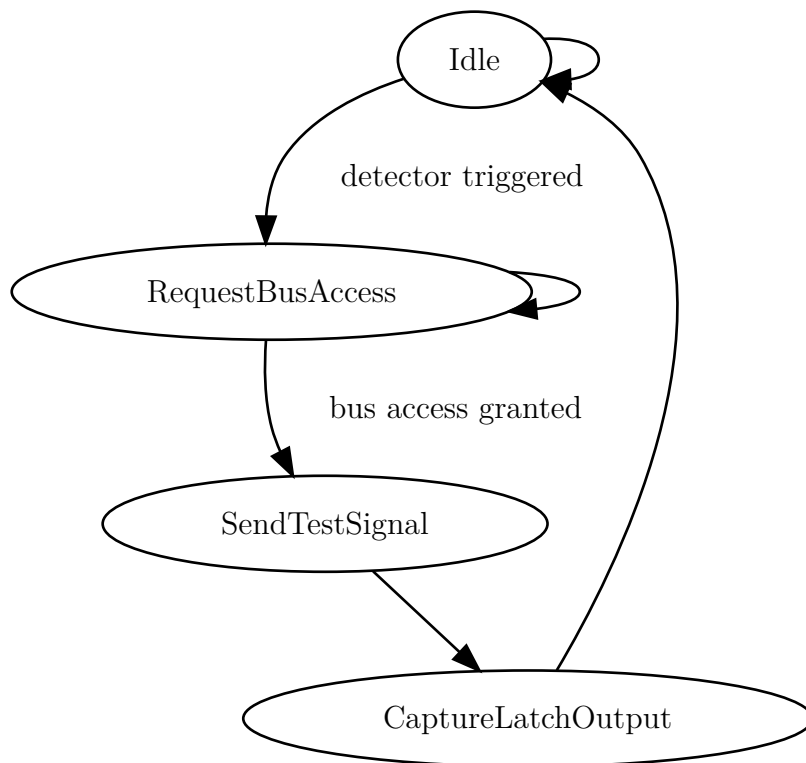 Idle
detector triggered
RequestBusAccess
bus access granted
SendTestSignal
CaptureLatchOutput